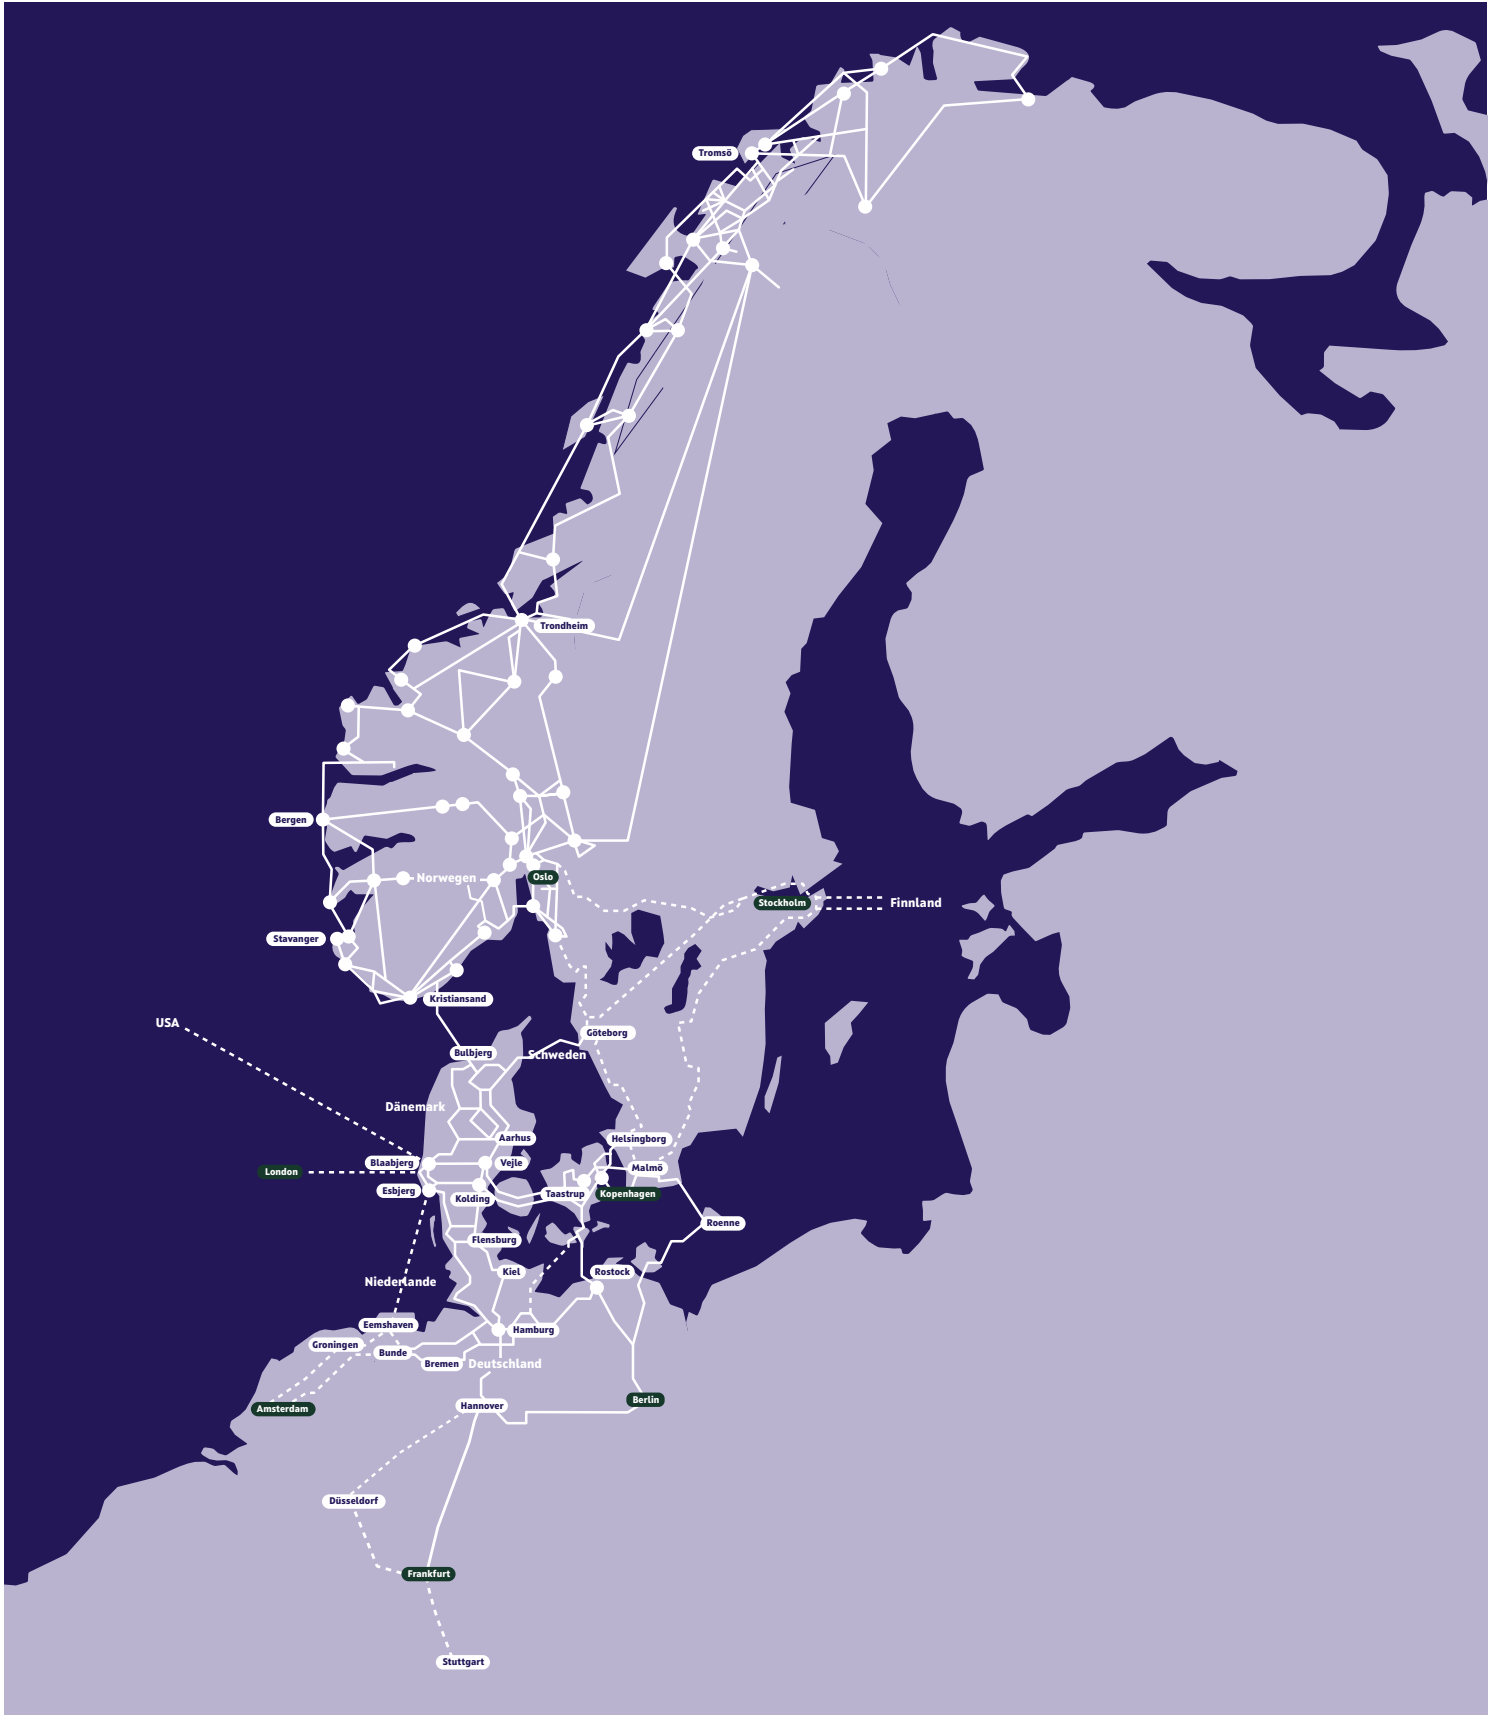 Tromsö
Trondheim
Bergen
Norwegen
Oslo
Stockholm
Finnland
Stavanger
Kristiansand
USA
Göteborg
Bulbjerg
Schweden
Dänemark
Aarhus
Helsingborg
Blaabjerg
Vejle
Malmö
London
Esbjerg
Kolding
Taastrup
Kopenhagen
Roenne
Flensburg
Kiel
Rostock
Niederlande
Eemshaven
Hamburg
Groningen
Bunde
Bremen
Deutschland
Berlin
Hannover
Amsterdam
Düsseldorf
Frankfurt
Stuttgart